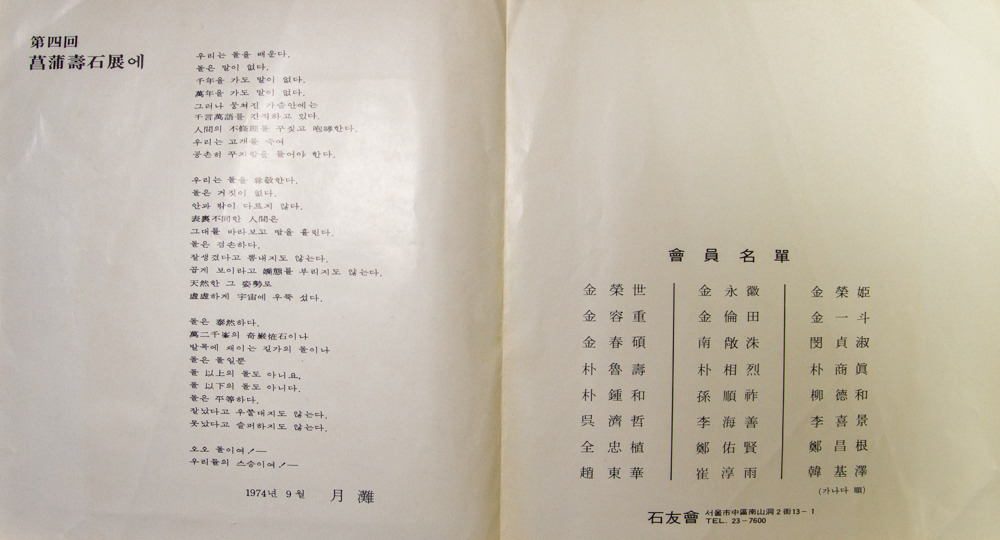 第四回
菖蒲壽石展에
우리는 돌을 배운다.
돌은 말이 없다.
千年을 가도 말이 없다.
萬年을 가도 말이 없다.
그러나 뭉쳐진 가슴안에는
千言萬語를 간직하고 있다.
人間의 不條理를 꾸짖고 咆哮한다.
우리는 고개를 숙여
공손히 꾸지람을 들어야 한다.
우리는 돌을 尊敬한다.
돌은 거짓이 없다.
안과 밖이 다르지 않다.
表裏不同한 人間은
그대를 바라보고 땀을 흘린다.
돌은 겸손하다.
잘생겼다고 뽐내지도 않는다.
곱게 보이라고 嬌態를 부리지도 않는다.
天然한 그 姿勢로
虛虛하게 宇宙에 우뚝 섰다.
돌은 泰然하다.
萬二千峯의 奇巖怪石이나
발목에 채이는 길가의 돌이나
돌은 돌일뿐
돌 以上의 돌도 아니요,
돌 以下의 돌도 아니다.
돌은 平等하다.
잘났다고 우쭐대지도 않는다.
못났다고 슬퍼하지도 않는다.
오오 돌이여!—
우리들의 스승이여!—
1974년 9월 月灘
會員名單
金榮世 金永徽 金榮姫
金容重 金倫田 金一斗
金春碩 南敞洙 閔貞淑
朴魯壽 朴相烈 朴商眞
朴鍾和 孫順祚 柳德和
吳濟哲 李海善 李喜景
全忠植 鄭佑賢 鄭昌根
趙東華 崔淳雨 韓基澤
(가나다 順)
石友會 서울市中區南山洞2街13-1
TEL. 23-7600